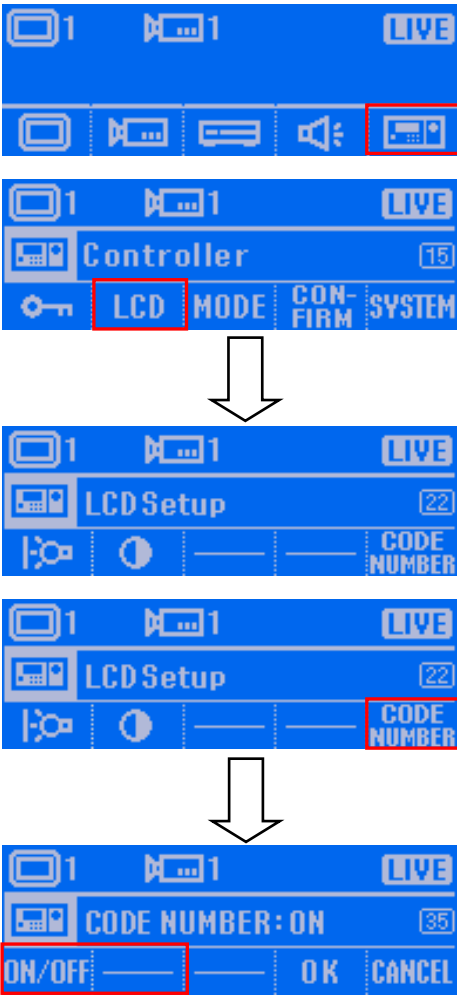 1 1 LIVE
1 1 LIVE
Controller 15
LCD MODE CON-FIRM SYSTEM
1 1 LIVE
LCD Setup 22
CODE NUMBER
1 1 LIVE
LCD Setup 22
CODE NUMBER
1 1 LIVE
CODE NUMBER:ON 35
ON/OFF OK CANCEL